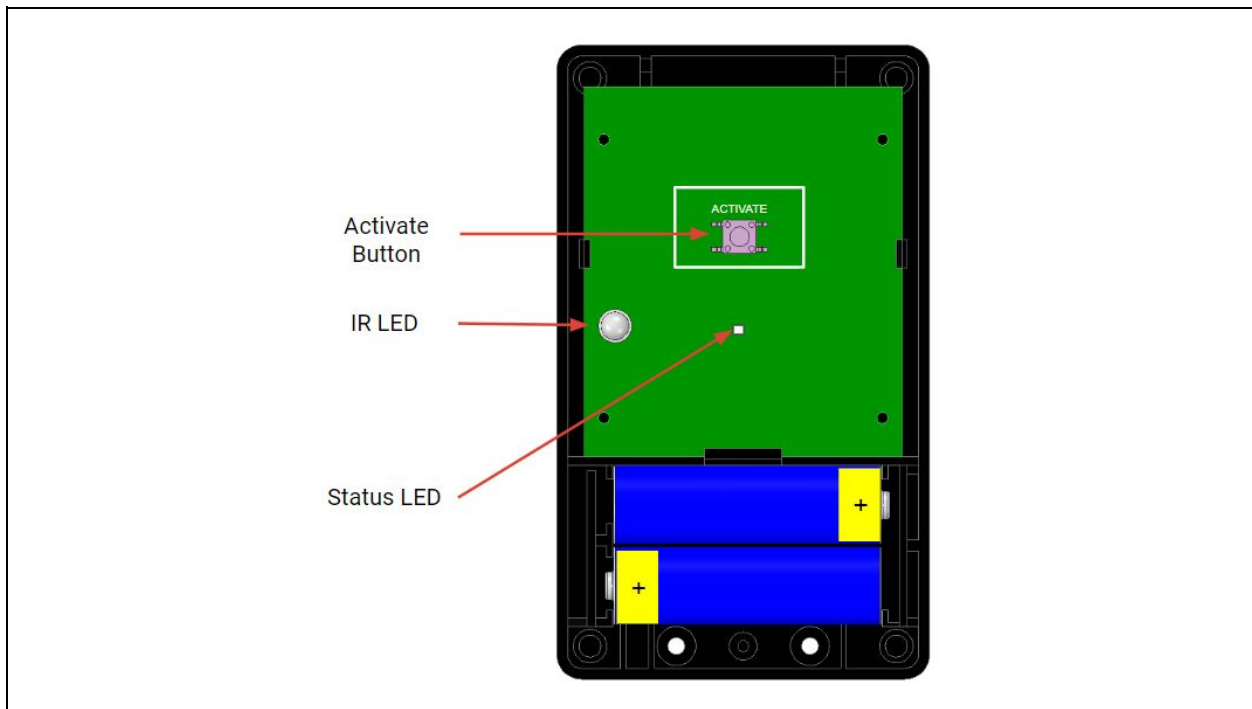 ACTIVATE
Activate
Button
IR LED
Status LED
+
+